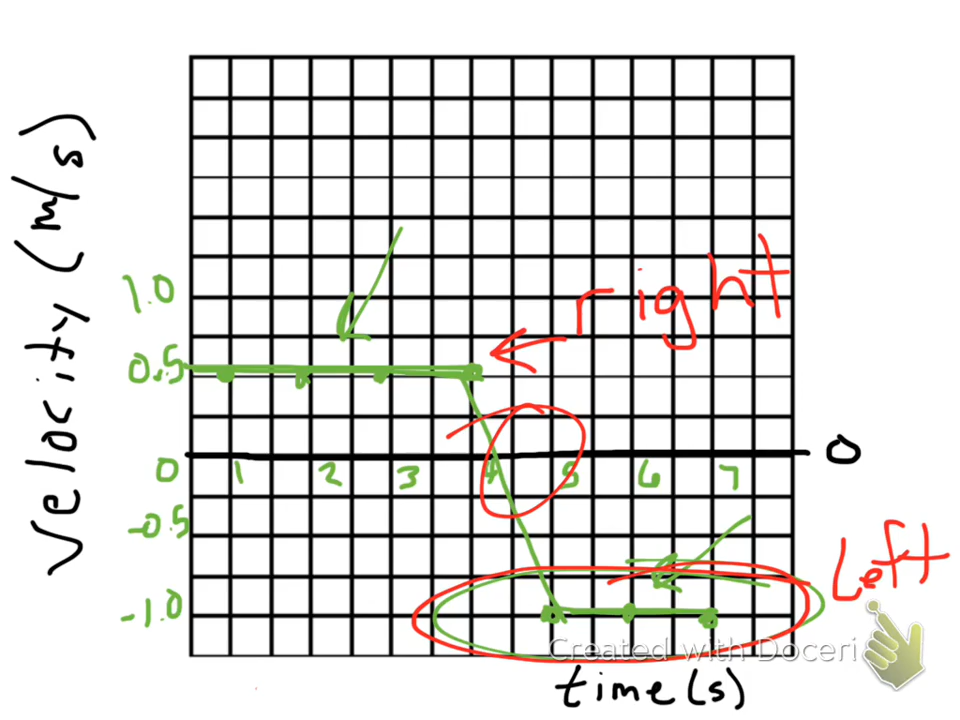 Velocity (m/s)
right
1.0
0.5
0
0
1 2 3 4 5 6 7
-0.5
Left
-1.0
Created with Doceri
time(s)